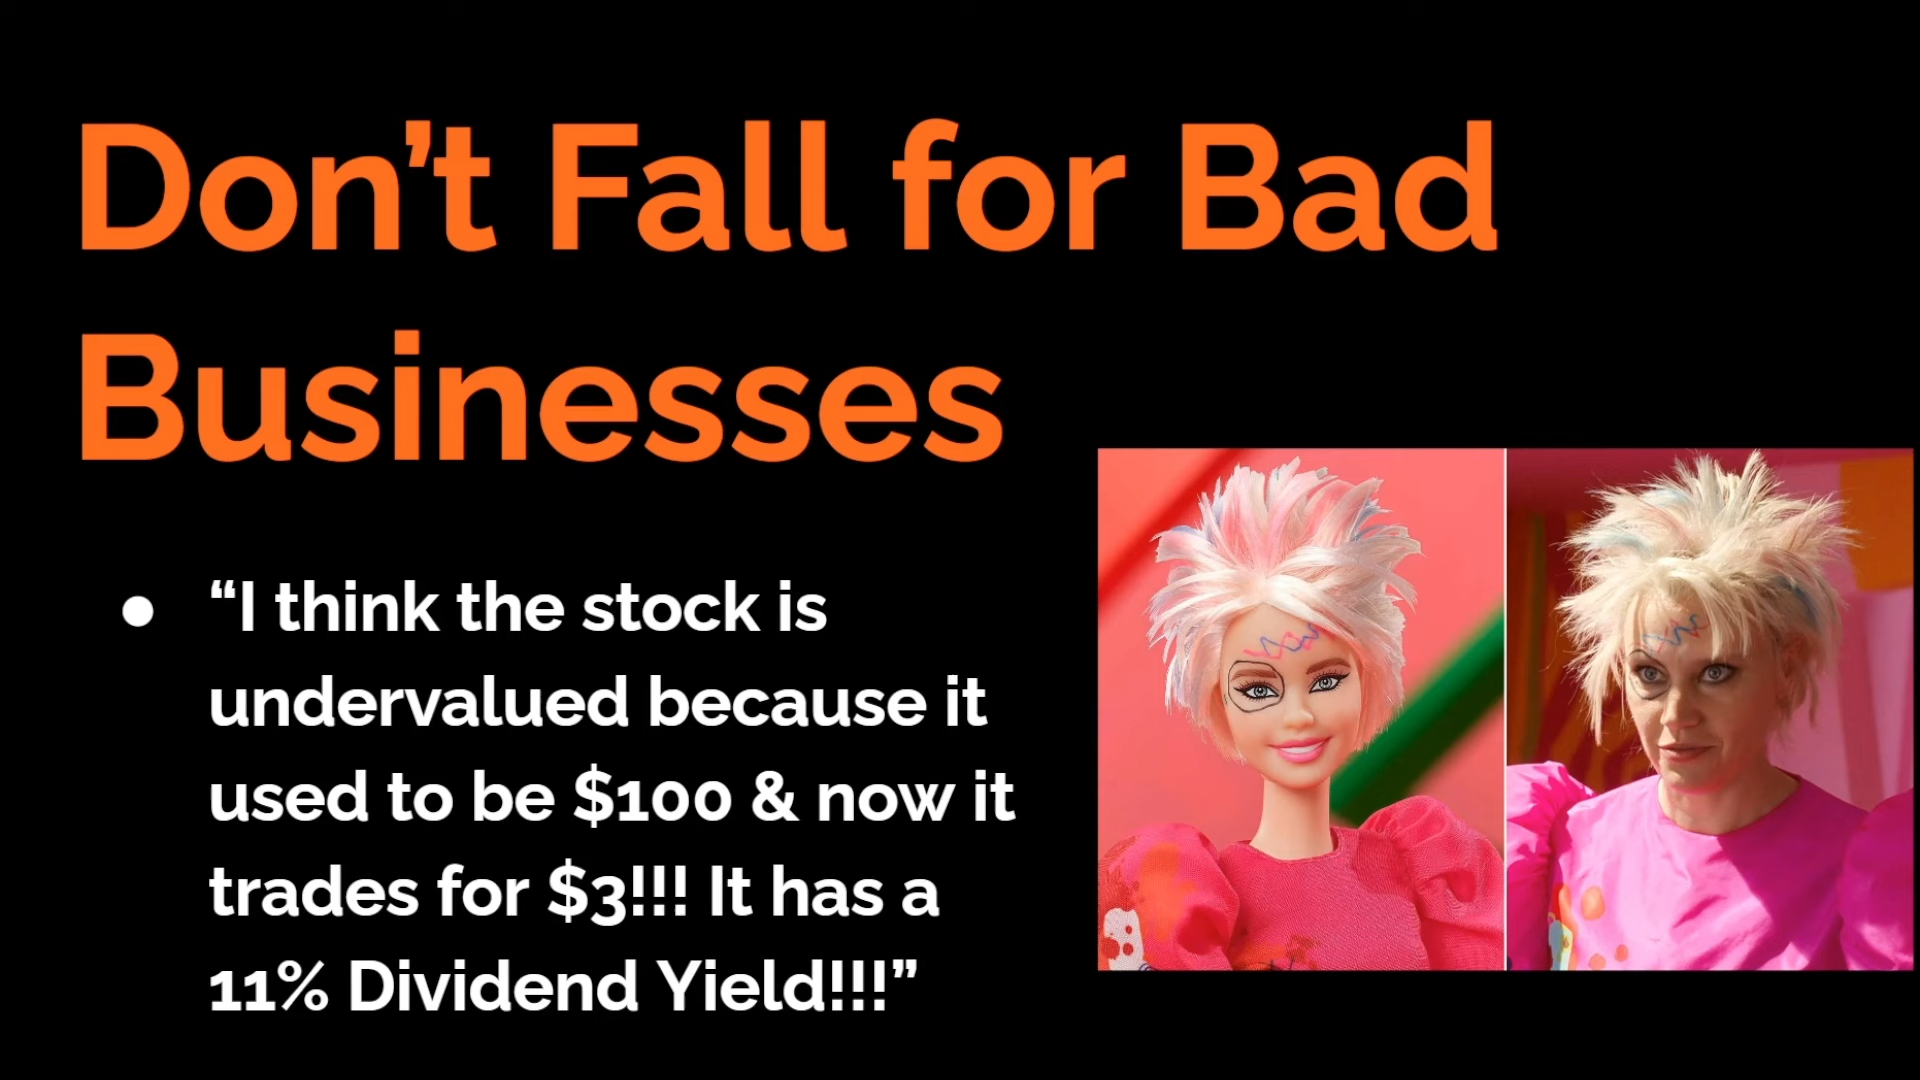 Don’t Fall for Bad
Businesses
● “I think the stock is
undervalued because it
used to be $100 & now it
trades for $3!!! It has a
11% Dividend Yield!!!”